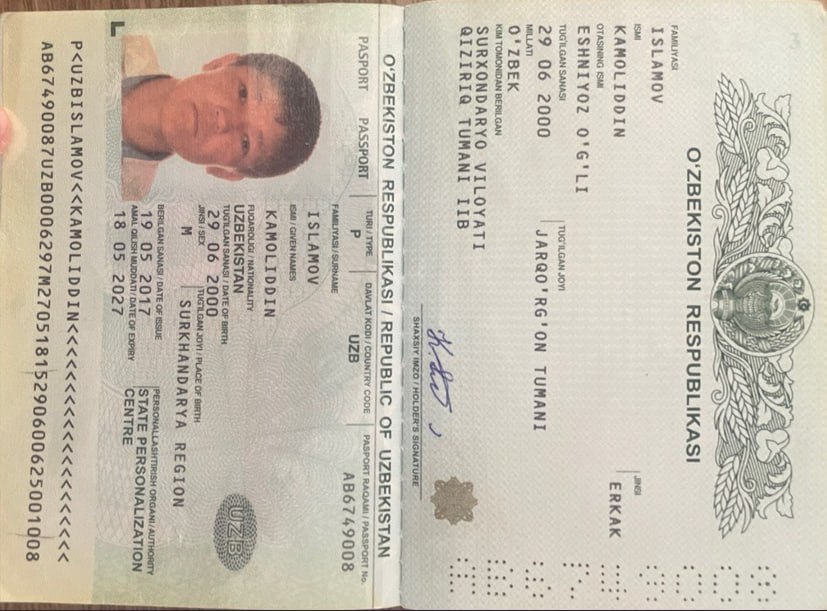 O'ZBEKISTON RESPUBLIKASI
FAMILIYASI
ISLAMOV
ISMI
KAMOLIDDIN
JINSI
ERKAK
OTASINING ISMI
ESHNIYOZ O'G'LI
TUG'ILGAN SANASI
29 06 2000
TUG'ILGAN JOYI
JARQO'RG'ON TUMANI
MILLATI
O'ZBEK
KIM TOMONIDAN BERILGAN
SURXONDARYO VILOYATI
QIZIRIQ TUMANI IIB
SHAXSIY IMZO / HOLDER'S SIGNATURE
O'ZBEKISTON RESPUBLIKASI / REPUBLIC OF UZBEKISTAN
PASPORT PASSPORT
TURI / TYPE
P
DAVLAT KODI / COUNTRY CODE
UZB
PASPORT RAQAMI / PASSPORT No.
AB6749008
FAMILIYASI / SURNAME
ISLAMOV
ISMI / GIVEN NAMES
KAMOLIDDIN
FUQAROLIGI / NATIONALITY
UZBEKISTAN
TUG'ILGAN SANASI / DATE OF BIRTH
29 06 2000
JINSI / SEX
M
TUG'ILGAN JOYI / PLACE OF BIRTH
SURKHANDARYA REGION
UZB
BERILGAN SANASI / DATE OF ISSUE
19 05 2017
AMAL QILISH MUDDATI / DATE OF EXPIRY
18 05 2027
PERSONALLASHTIRISH ORGANI / AUTHORITY
STATE PERSONALIZATION
CENTRE
P<UZBISLAMOV<<KAMOLIDDIN<<<<<<<<<<<<<<<<<<<<
AB67490087UZB0006297M27051815290600625001008